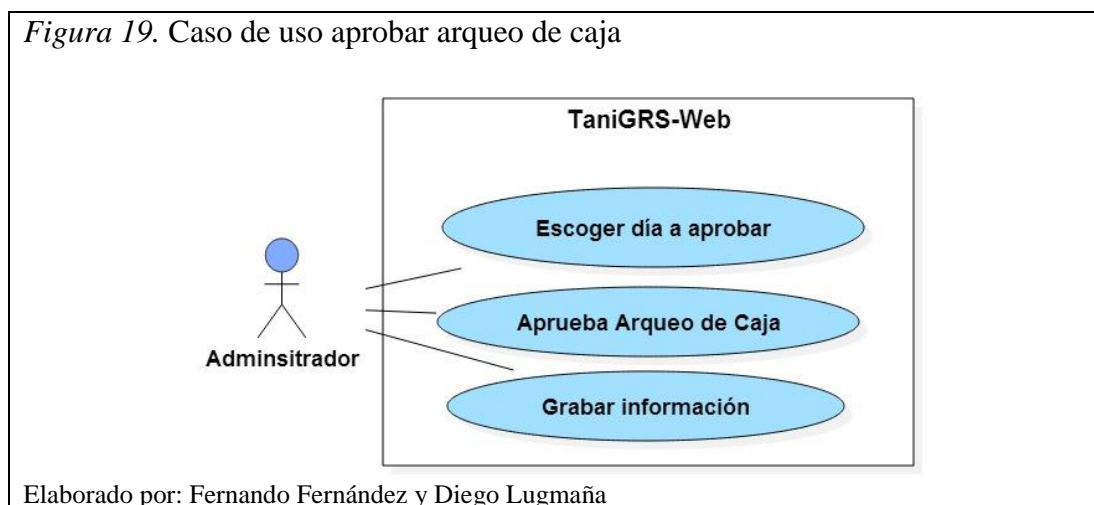 Figura 19. Caso de uso aprobar arqueo de caja
TaniGRS-Web
Escoger día a aprobar
Aprueba Arqueo de Caja
Adminsitrador
Grabar información
Elaborado por: Fernando Fernández y Diego Lugmaña